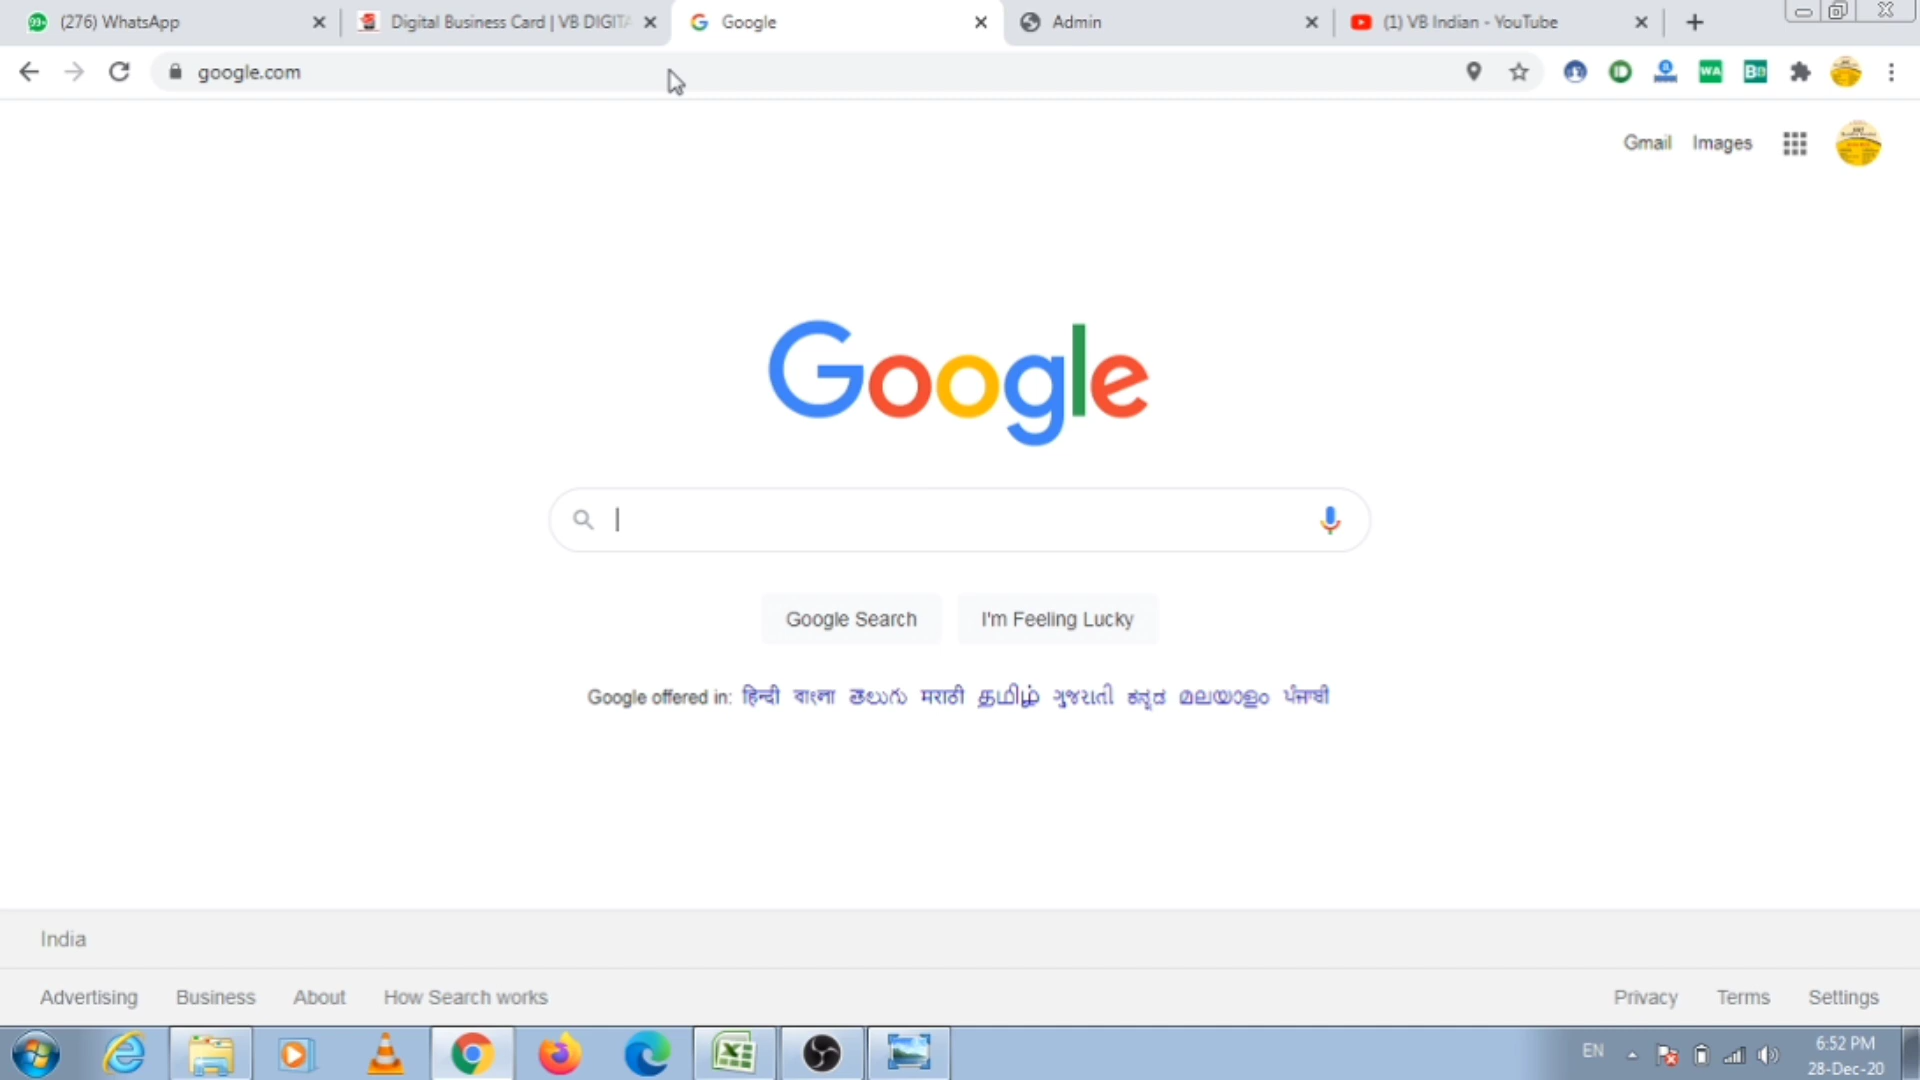 (276) WhatsApp
Digital Business Card | VB DIGITA
Google
Admin
(1) VB Indian - YouTube
google.com
WA
Gmail Images
Google
Google Search
I'm Feeling Lucky
Google offered in: हिन्दी বাংলা తెలుగు मराठी தமிழ் ગુજરાતી ಕನ್ನಡ മലയാളം ਪੰਜਾਬੀ
India
Advertising Business About How Search works
Privacy Terms Settings
EN
6:52 PM
28-Dec-20